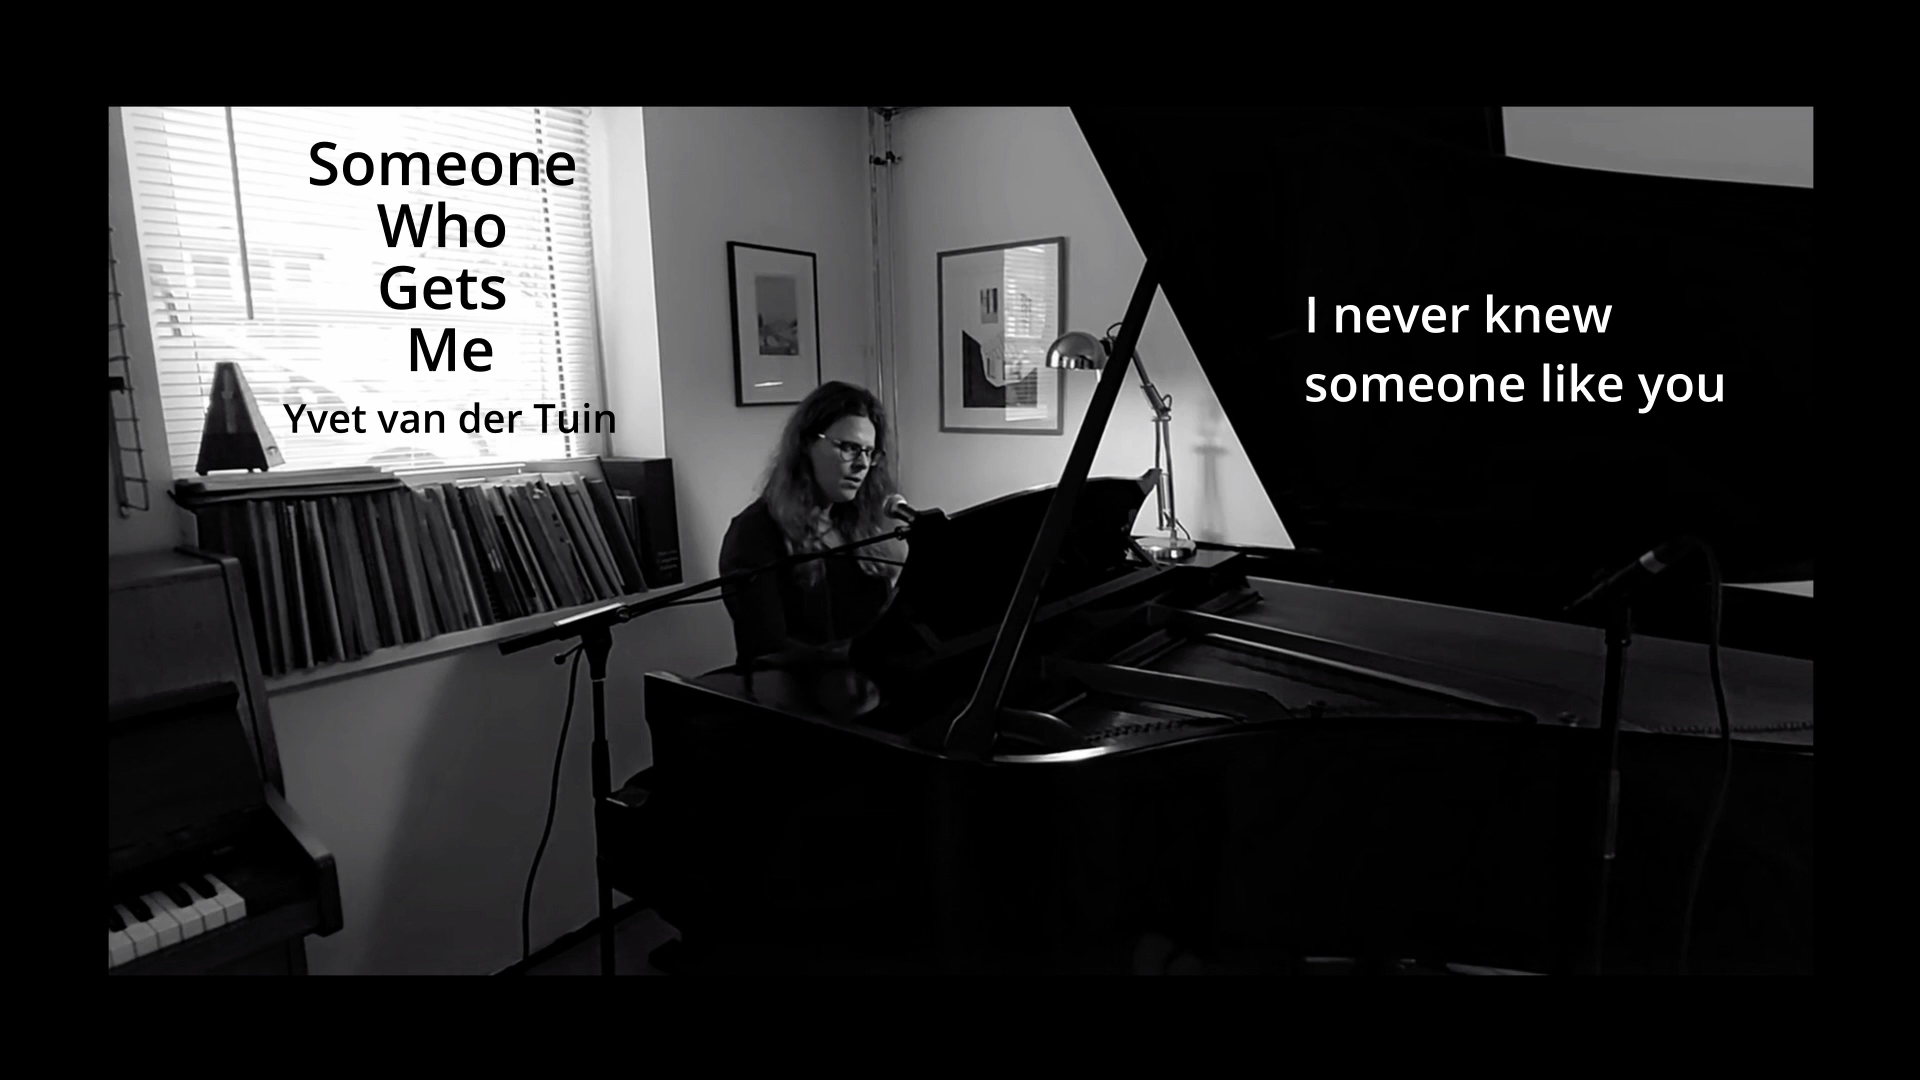 Someone
Who
Gets
Me
Yvet van der Tuin
I never knew
someone like you